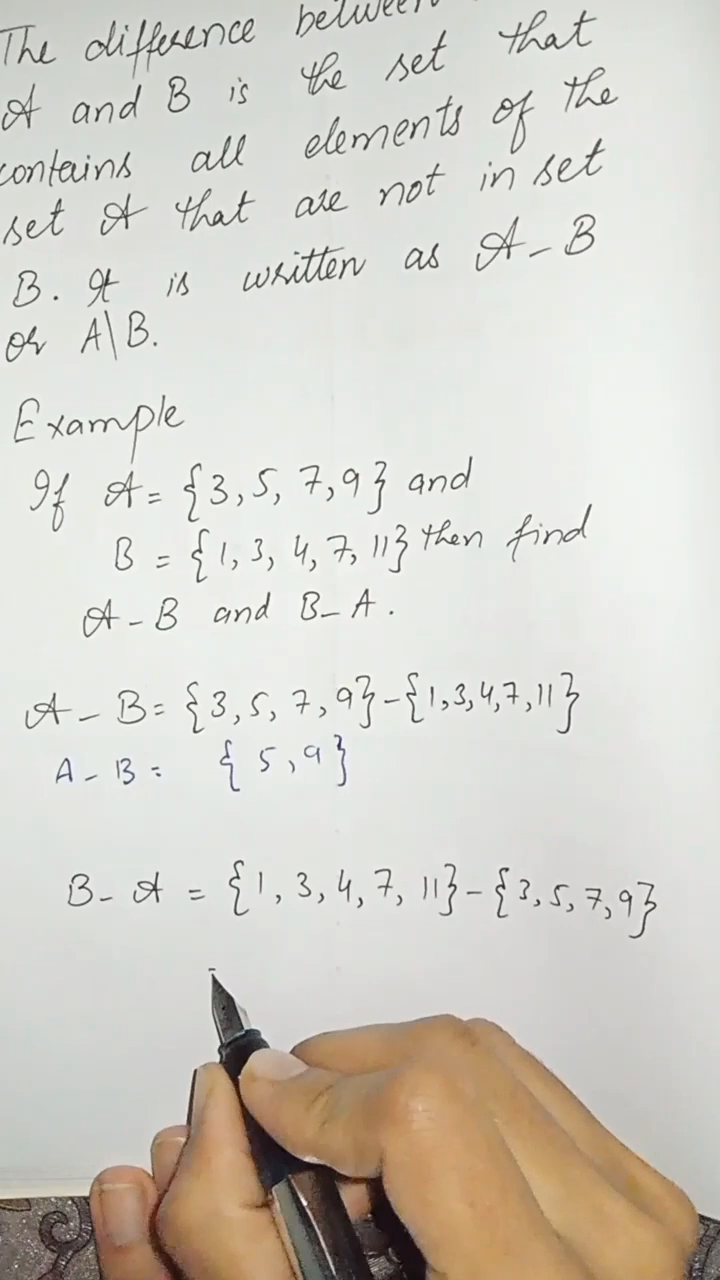 The difference between
A and B is the set that
contains all elements of the
set A that are not in set
B. It is written as A - B
or A\B.
Example
If A = {3, 5, 7, 9} and
B = {1, 3, 4, 7, 11} then find
A - B and B - A.
A - B = {3, 5, 7, 9} - {1, 3, 4, 7, 11}
A - B = { 5, 9 }
B - A = {1, 3, 4, 7, 11} - {3, 5, 7, 9}